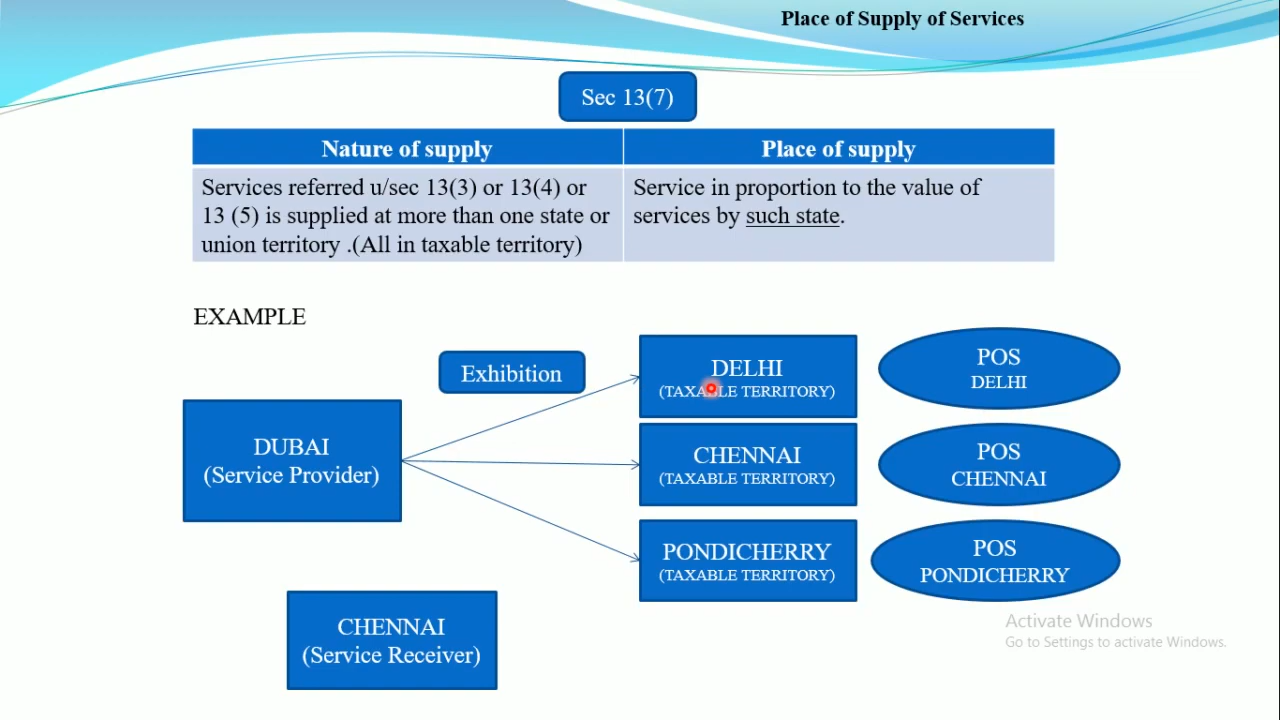 Place of Supply of Services
Sec 13(7)
Nature of supply
Place of supply
Services referred u/sec 13(3) or 13(4) or
13 (5) is supplied at more than one state or
union territory .(All in taxable territory)
Service in proportion to the value of
services by such state.
EXAMPLE
Exhibition
DUBAI
(Service Provider)
DELHI
(TAXABLE TERRITORY)
POS
DELHI
CHENNAI
(TAXABLE TERRITORY)
POS
CHENNAI
PONDICHERRY
(TAXABLE TERRITORY)
POS
PONDICHERRY
CHENNAI
(Service Receiver)
Activate Windows
Go to Settings to activate Windows.